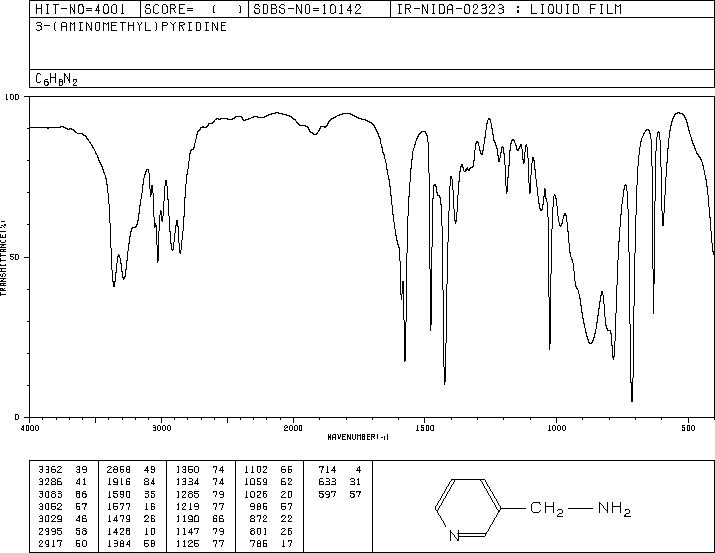 HIT-NO=4001 SCORE= ( ) SDBS-NO=10142 IR-NIDA-02323 : LIQUID FILM
3-(AMINOMETHYL)PYRIDINE
C6H8N2
100
TRANSMITTANCE(%)
50
0
4000 3000 2000 1500 1000 500
WAVENUMBER(-1)
3362 39 2868 49 1360 74 1102 66 714 4
3286 41 1916 84 1334 74 1059 62 633 31
3083 66 1590 35 1285 79 1026 20 597 57
3052 57 1577 16 1219 77 986 57
3029 46 1479 26 1190 66 872 22
2995 58 1428 10 1147 79 801 26
2917 50 1384 58 1125 77 786 17
CH2 NH2
N